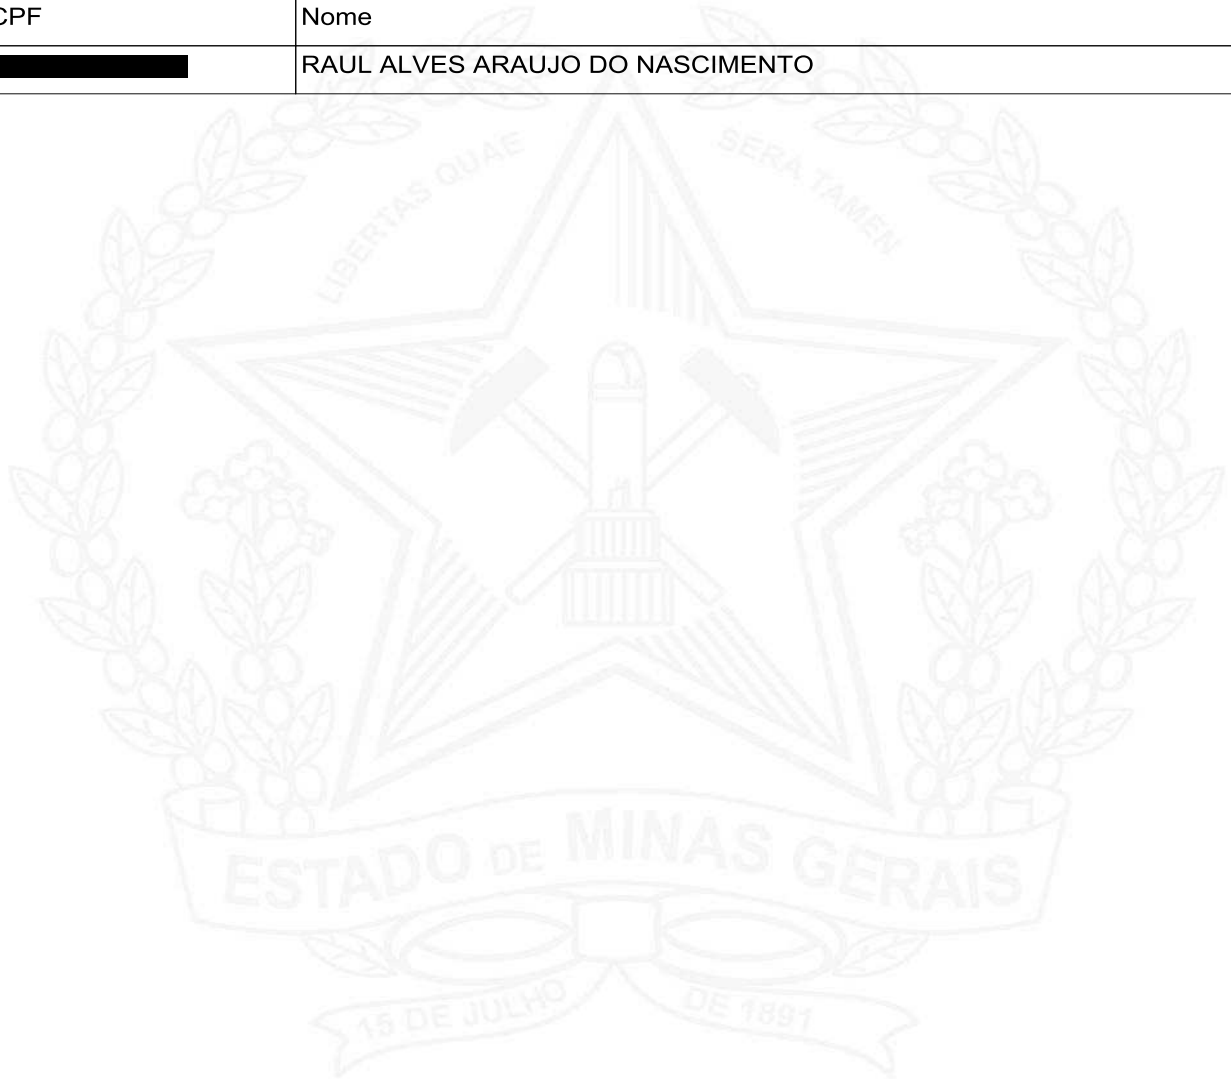 CPF Nome
RAUL ALVES ARAUJO DO NASCIMENTO
LIBERTAS QUAE SERA TAMEN
ESTADO DE MINAS GERAIS
15 DE JULHO DE 1891